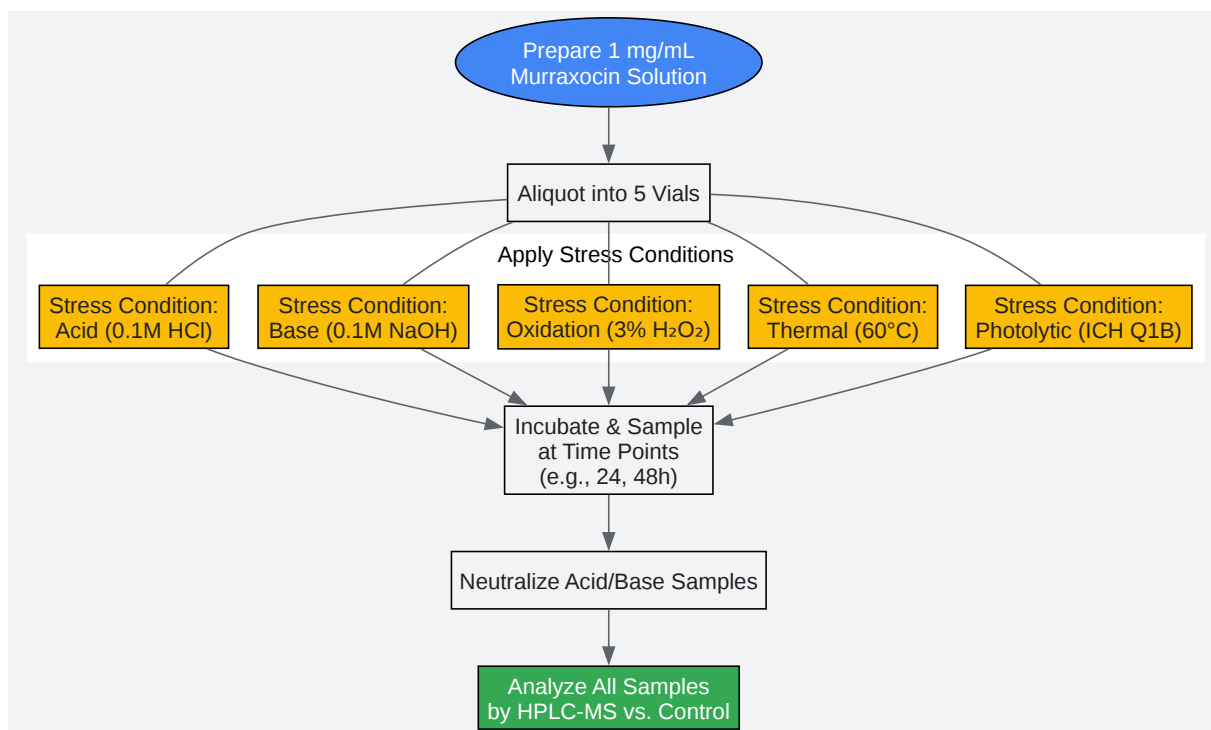 Prepare 1 mg/mL
Murraxocin Solution
Aliquot into 5 Vials
Apply Stress Conditions
Stress Condition:
Acid (0.1M HCl)
Stress Condition:
Base (0.1M NaOH)
Stress Condition:
Oxidation (3% H₂O₂)
Stress Condition:
Thermal (60°C)
Stress Condition:
Photolytic (ICH Q1B)
Incubate & Sample
at Time Points
(e.g., 24, 48h)
Neutralize Acid/Base Samples
Analyze All Samples
by HPLC-MS vs. Control